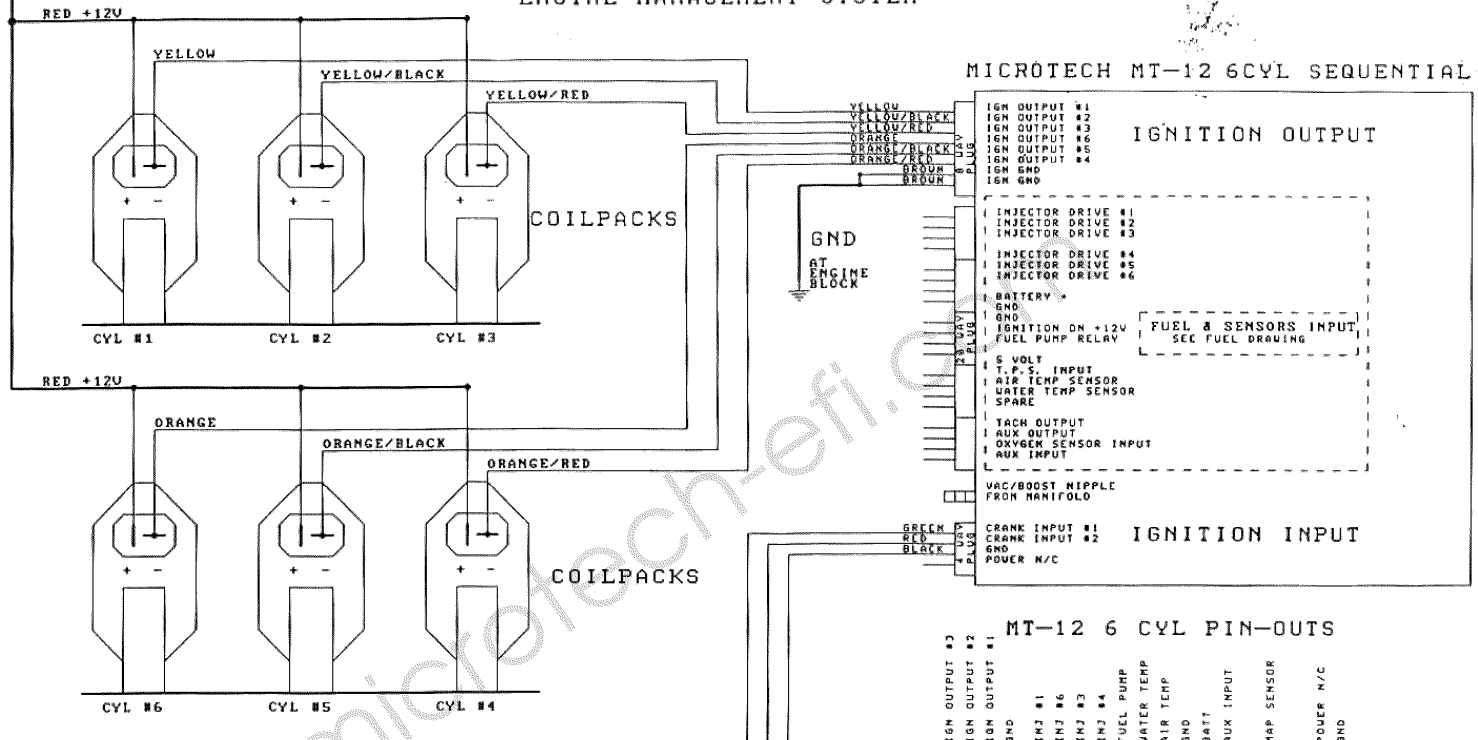 ENGINE MANAGEMENT SYSTEM
RED +12V
YELLOW
YELLOW/BLACK
YELLOW/RED
+ -
+ -
+ -
COILPACKS
CYL #1
CYL #2
CYL #3
RED +12V
ORANGE
ORANGE/BLACK
ORANGE/RED
+ -
+ -
+ -
COILPACKS
CYL #6
CYL #5
CYL #4
MICROTECH MT-12 6CYL SEQUENTIAL
YELLOW
YELLOW/BLACK
YELLOW/RED
ORANGE
ORANGE/BLACK
ORANGE/RED
BROWN
BROWN
8 WAY
PLUG
IGN OUTPUT #1
IGN OUTPUT #2
IGN OUTPUT #3
IGN OUTPUT #6
IGN OUTPUT #5
IGN OUTPUT #4
IGN GND
IGN GND
IGNITION OUTPUT
GND
AT
ENGINE
BLOCK
20 WAY
PLUG
INJECTOR DRIVE #1
INJECTOR DRIVE #2
INJECTOR DRIVE #3
INJECTOR DRIVE #4
INJECTOR DRIVE #5
INJECTOR DRIVE #6
BATTERY +
GND
GND
IGNITION ON +12V
FUEL PUMP RELAY
FUEL & SENSORS INPUT
SEE FUEL DRAWING
5 VOLT
T.P.S. INPUT
AIR TEMP SENSOR
WATER TEMP SENSOR
SPARE
TACH OUTPUT
AUX OUTPUT
OXYGEN SENSOR INPUT
AUX INPUT
VAC/BOOST NIPPLE
FROM MANIFOLD
GREEN
RED
BLACK
4 WAY
PLUG
CRANK INPUT #1
CRANK INPUT #2
GND
POWER N/C
IGNITION INPUT
MT-12 6 CYL PIN-OUTS
IGN OUTPUT #3
IGN OUTPUT #2
IGN OUTPUT #1
GND
INJ #1
INJ #6
INJ #3
INJ #4
FUEL PUMP
WATER TEMP
AIR TEMP
GND
BATT
AUX INPUT
MAP SENSOR
POWER N/C
GND
microtech-efi.com